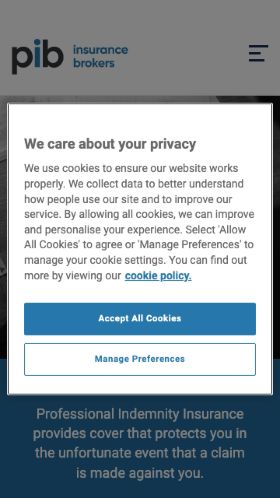 pib insurance
brokers
We care about your privacy
We use cookies to ensure our website works
properly. We collect data to better understand
how people use our site and to improve our
service. By allowing all cookies, we can improve
and personalise your experience. Select 'Allow
All Cookies' to agree or 'Manage Preferences' to
manage your cookie settings. You can find out
more by viewing our cookie policy.
Accept All Cookies
Manage Preferences
Professional Indemnity Insurance
provides cover that protects you in
the unfortunate event that a claim
is made against you.